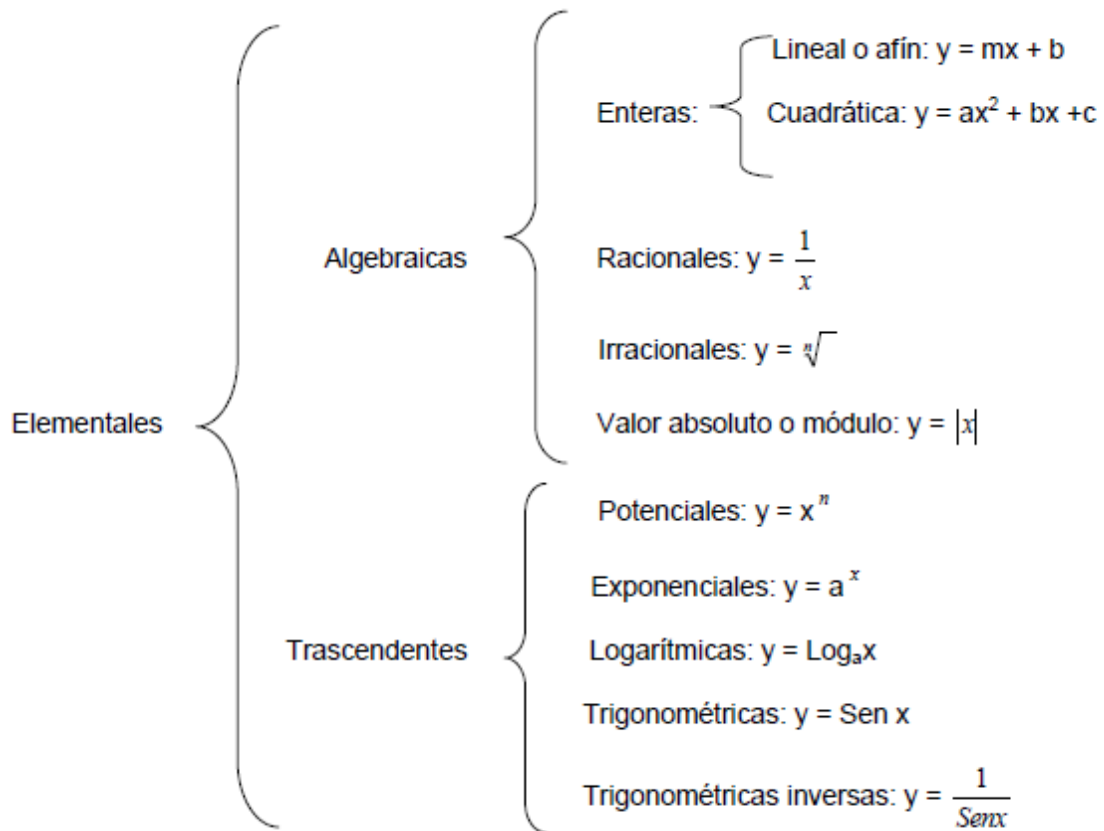 Lineal o afín: y = mx + b
Enteras:
Cuadrática: y = ax² + bx +c
Algebraicas
Racionales: y = 1/x
Irracionales: y = ⁿ√
Elementales
Valor absoluto o módulo: y = |x|
Potenciales: y = xⁿ
Exponenciales: y = aˣ
Trascendentes
Logarítmicas: y = Logₐx
Trigonométricas: y = Sen x
Trigonométricas inversas: y = 1/Senx